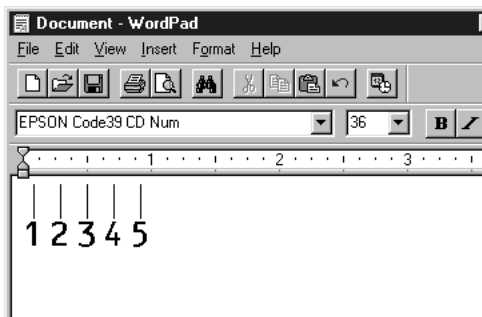 Document - WordPad
File Edit View Insert Format Help
EPSON Code39 CD Num 36 B I
1 2 3
1 2 3 4 5